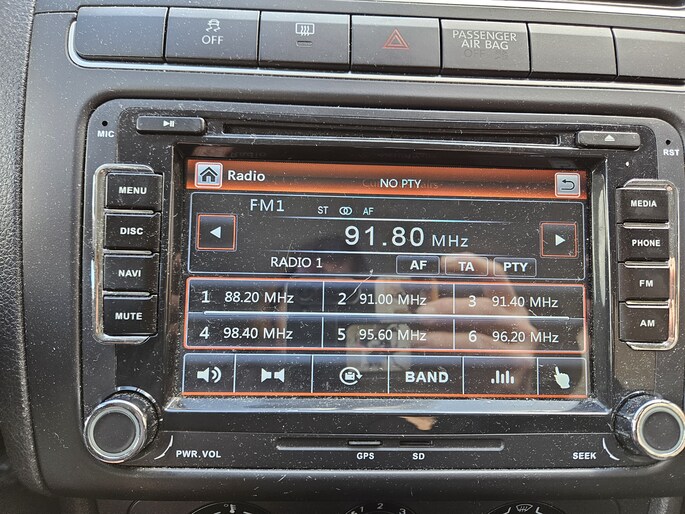 OFF
PASSENGER
AIR BAG
MIC
RST
MENU
DISC
NAVI
MUTE
Radio
NO PTY
FM1
ST AF
91.80 MHz
RADIO 1
AF TA PTY
1 88.20 MHz 2 91.00 MHz 3 91.40 MHz
4 98.40 MHz 5 95.60 MHz 6 96.20 MHz
BAND
MEDIA
PHONE
FM
AM
PWR.VOL
GPS SD
SEEK